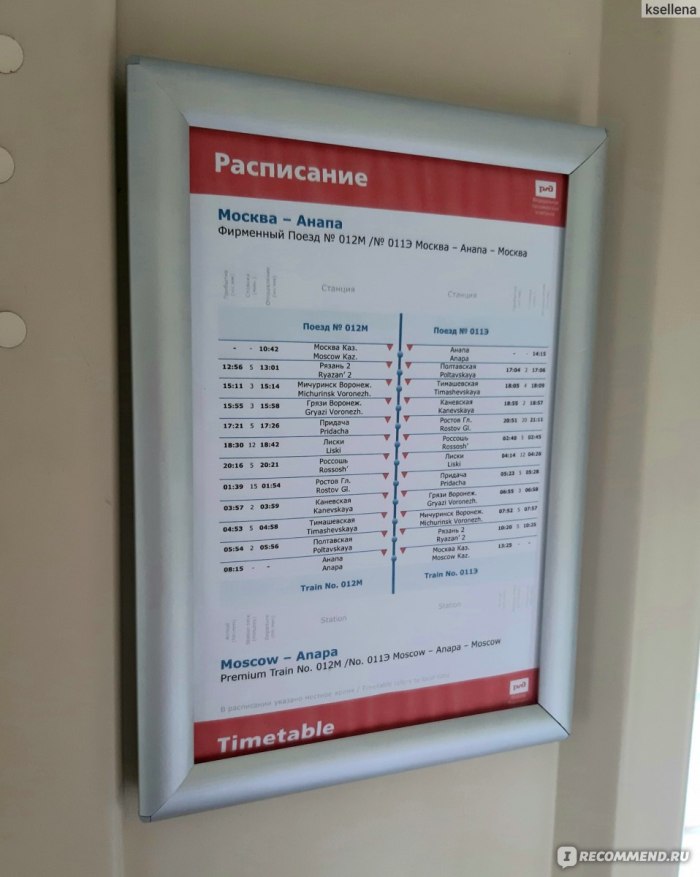 ksellena
Расписание
РЖД
Москва – Анапа
Фирменный Поезд № 012М /№ 011Э Москва – Анапа – Москва
Станция Станция
Поезд № 012М Поезд № 011Э
- - 10:42 Москва Каз. Анапа - - 14:15
Moscow Kaz. Anapa
12:56 5 13:01 Рязань 2 Полтавская 17:04 2 17:06
Ryazan' 2 Poltavskaya
15:11 3 15:14 Мичуринск Воронеж. Тимашевская 18:05 4 18:09
Michurinsk Voronezh. Timashevskaya
15:55 3 15:58 Грязи Воронеж. Каневская 18:55 2 18:57
Gryazi Voronezh. Kanevskaya
17:21 5 17:26 Придача Ростов Гл. 20:51 20 21:11
Pridacha Rostov Gl.
18:30 12 18:42 Лиски Россошь 02:40 5 02:45
Liski Rossosh'
20:16 5 20:21 Россошь Лиски 04:14 12 04:26
Rossosh' Liski
01:39 15 01:54 Ростов Гл. Придача 05:23 5 05:28
Rostov Gl. Pridacha
03:57 2 03:59 Каневская Грязи Воронеж. 06:55 06:58
Kanevskaya Gryazi Voronezh.
04:53 5 04:58 Тимашевская Мичуринск Воронеж. 07:52 5 07:57
Timashevskaya Michurinsk Voronezh.
05:54 2 05:56 Полтавская Рязань 2 10:20
Poltavskaya Ryazan' 2
08:15 - - Анапа Москва Каз. 13:25 - -
Anapa Moscow Kaz.
Train No. 012М Train No. 011Э
Station Station
Moscow – Anapa
Premium Train No. 012М /No. 011Э Moscow – Anapa – Moscow
В расписании указано местное время / Timetable
РЖД
Timetable
IRECOMMEND.RU